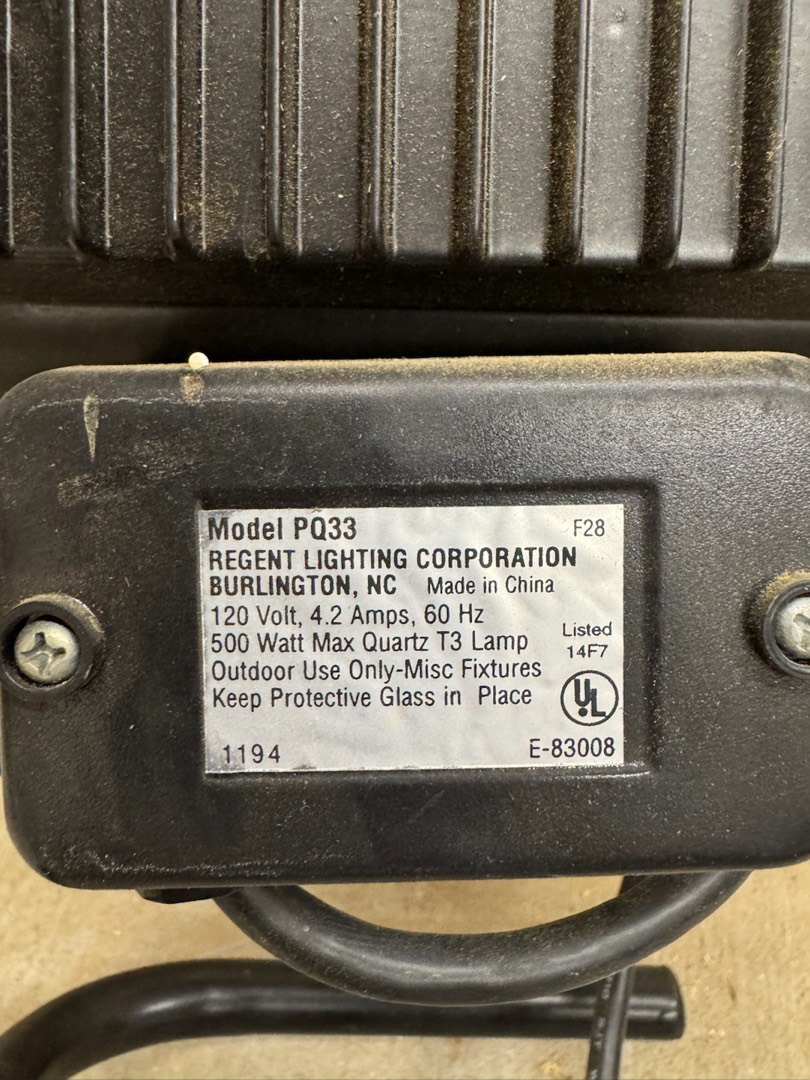 Model PQ33 F28
REGENT LIGHTING CORPORATION
BURLINGTON, NC Made in China
120 Volt, 4.2 Amps, 60 Hz
500 Watt Max Quartz T3 Lamp
Outdoor Use Only-Misc Fixtures
Keep Protective Glass in Place
Listed
14F7
UL
1194 E-83008